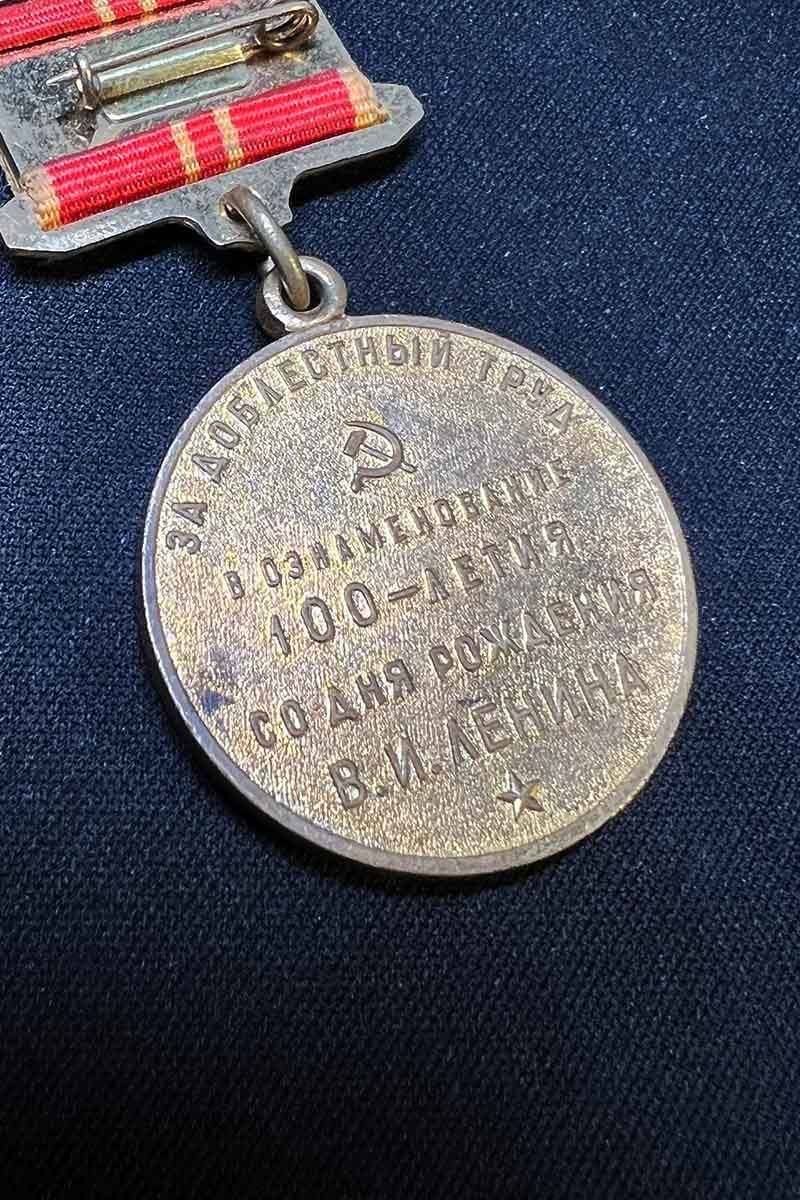 ЗА ДОБЛЕСТНЫЙ ТРУД
В ОЗНАМЕНОВАНИЕ
100-ЛЕТИЯ
СО ДНЯ РОЖДЕНИЯ
В.И.ЛЕНИНА